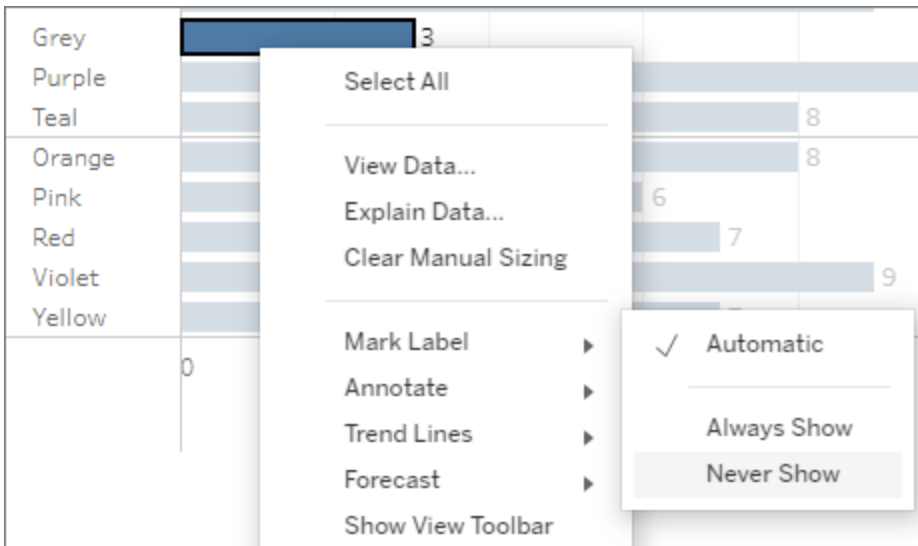 Grey
3
Purple
Teal
8
Orange
8
Pink
6
Red
7
Violet
9
Yellow
0
Select All
View Data...
Explain Data...
Clear Manual Sizing
Mark Label
Annotate
Trend Lines
Forecast
Show View Toolbar
Automatic
Always Show
Never Show